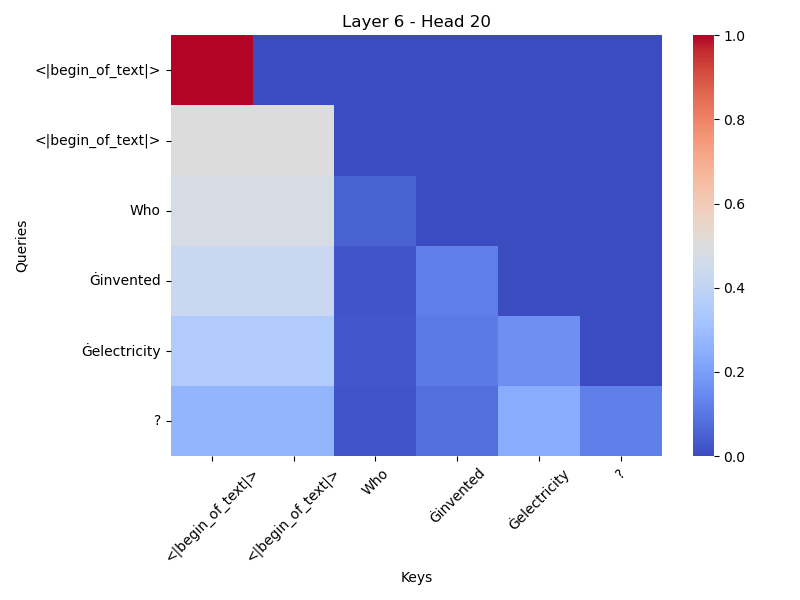 Layer 6 - Head 20
<|begin_of_text|>
<|begin_of_text|>
Who
Ġinvented
Ġelectricity
?
Queries
<|begin_of_text|>
<|begin_of_text|>
Who
Ġinvented
Ġelectricity
?
Keys
1.0
0.8
0.6
0.4
0.2
0.0